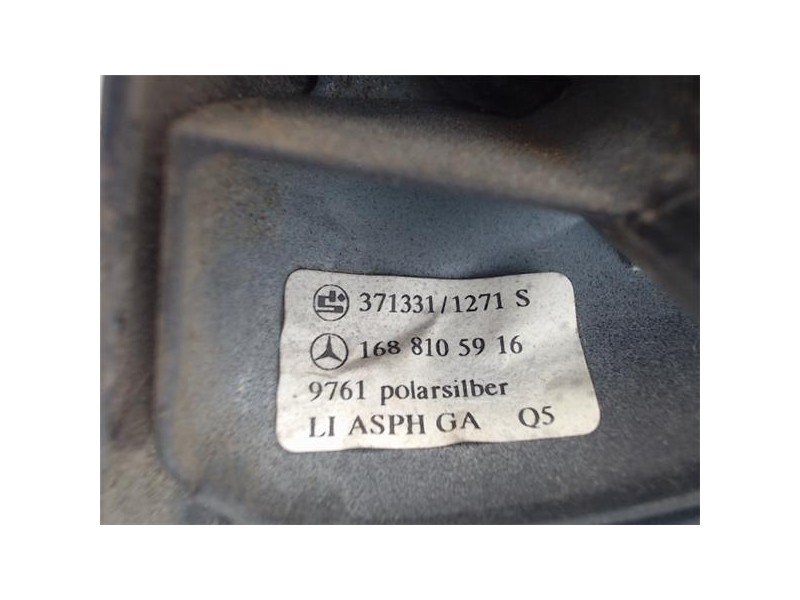 371331/1271 S
168 810 59 16
9761 polarsilber
LI ASPH GA Q5